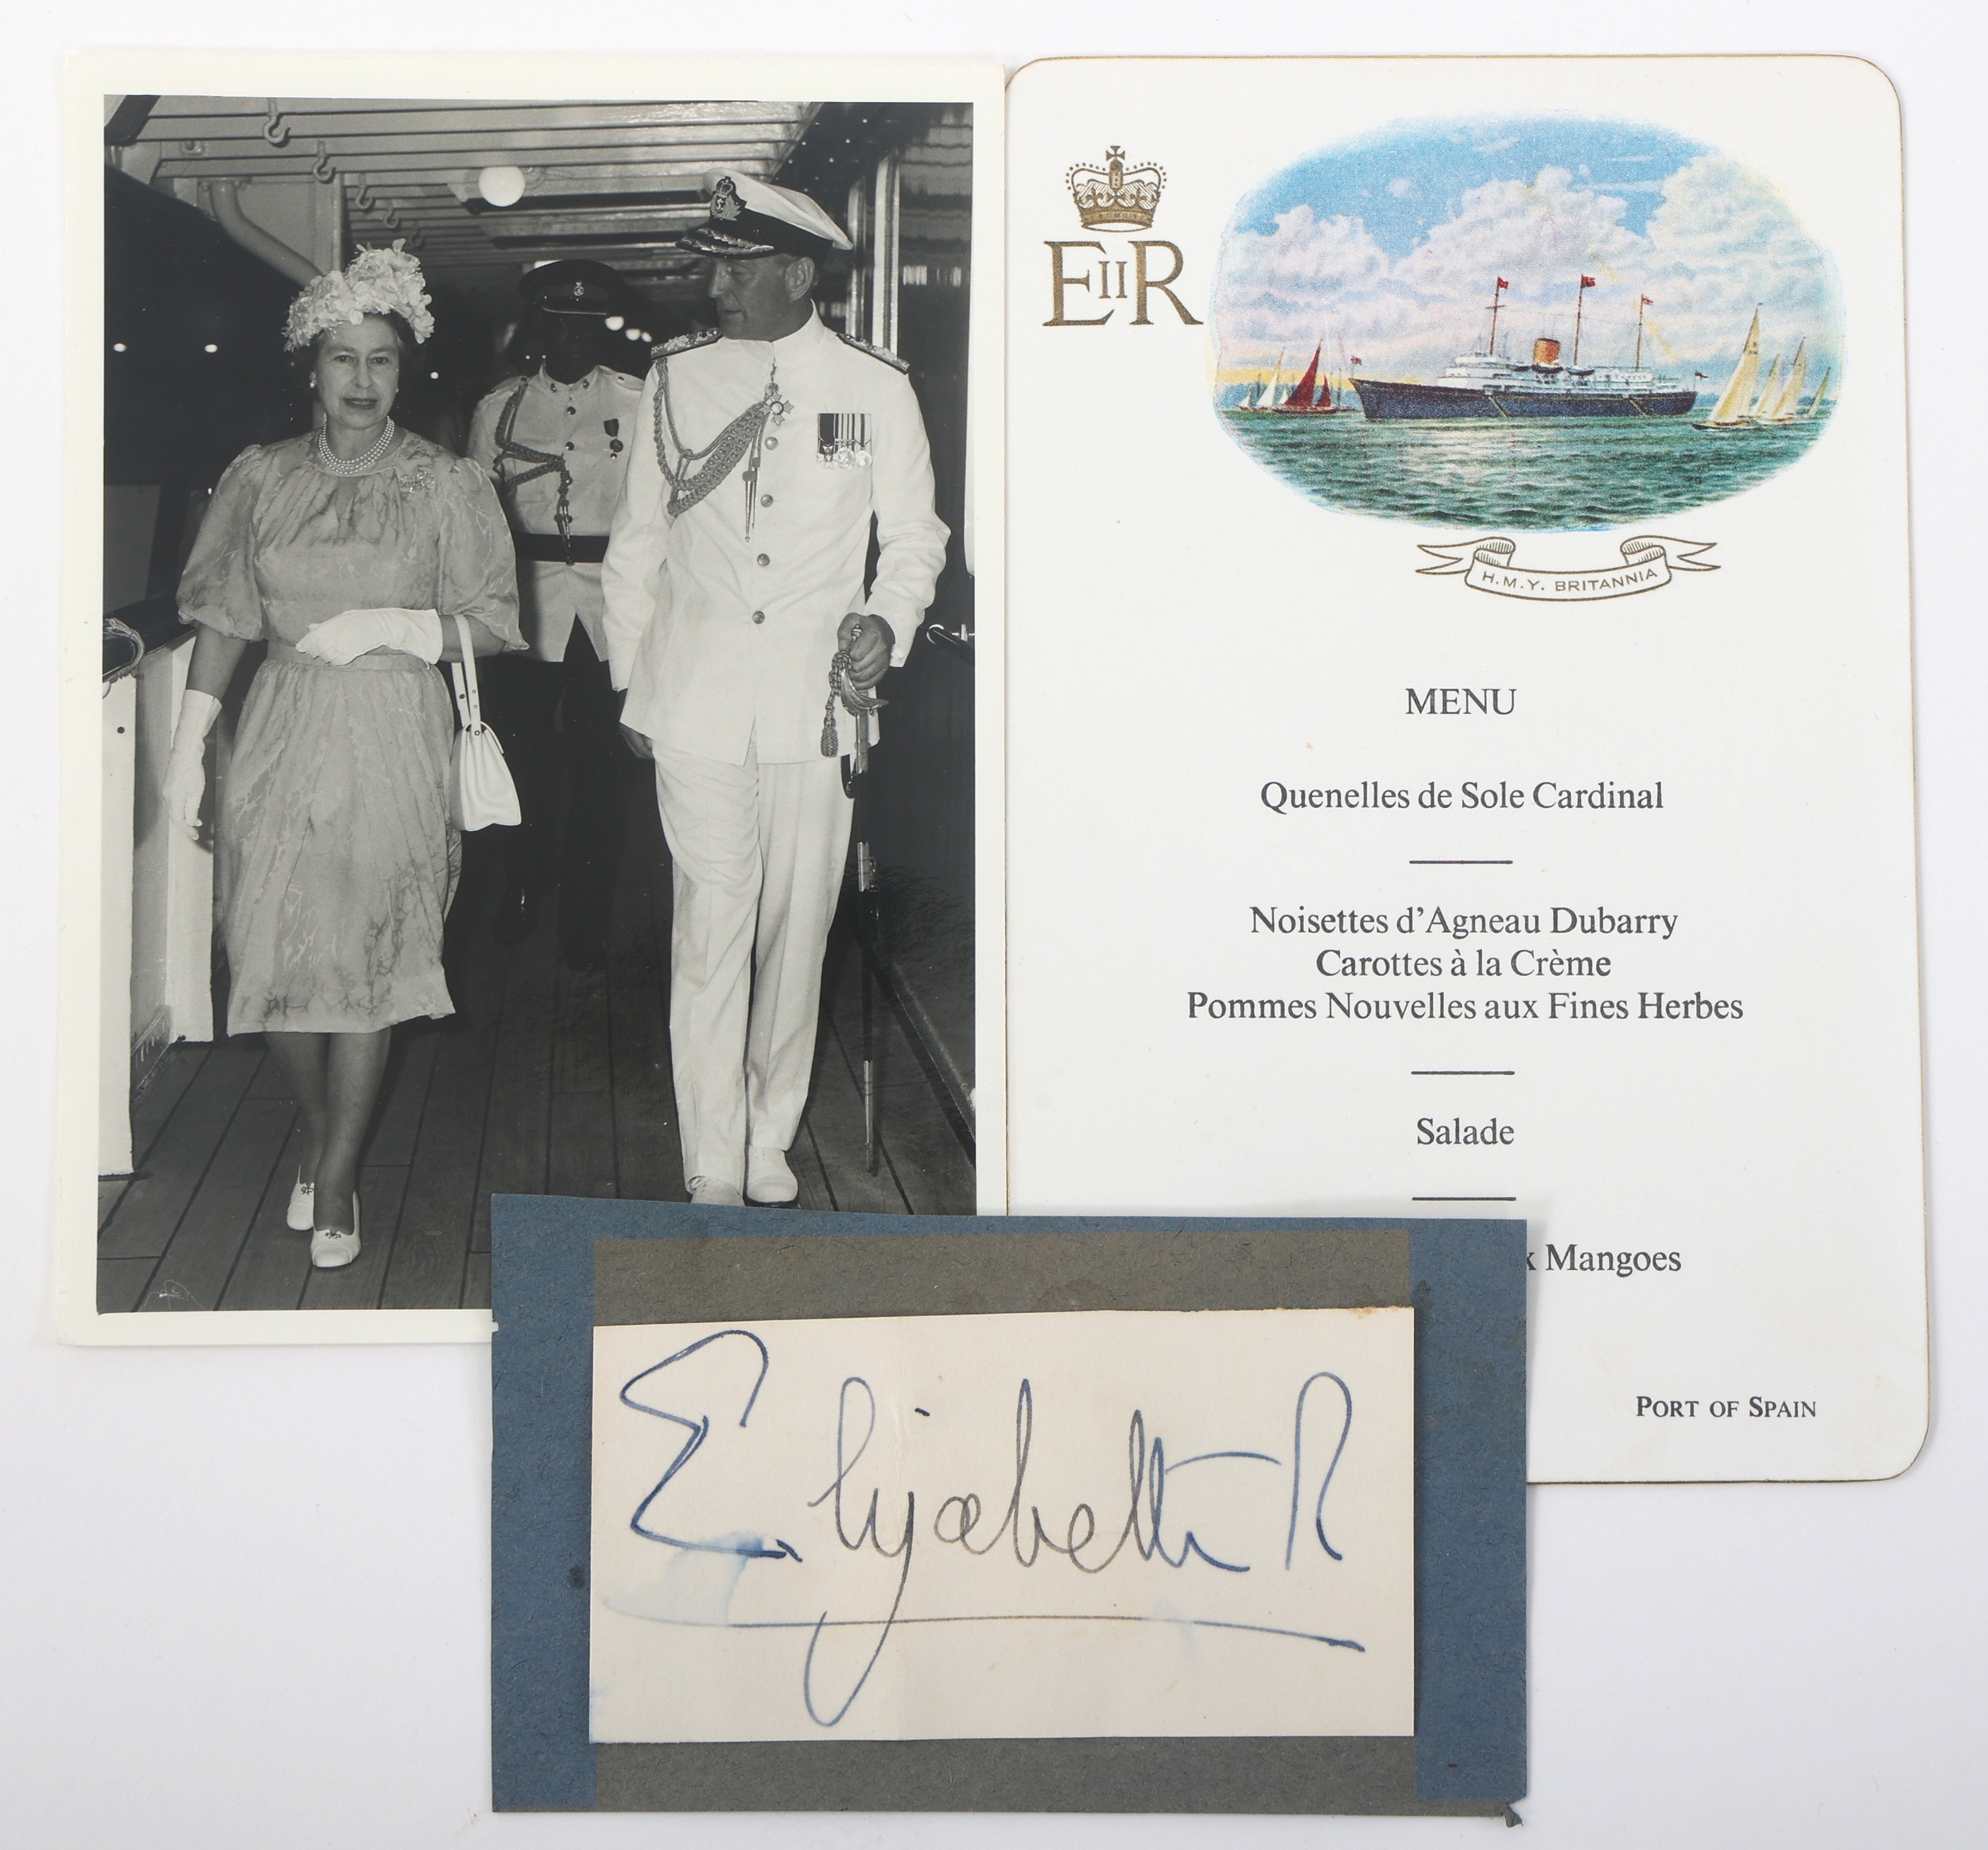 EIIR
H.M.Y. BRITANNIA
MENU
Quenelles de Sole Cardinal
Noisettes d'Agneau Dubarry
Carottes à la Crème
Pommes Nouvelles aux Fines Herbes
Salade
Mangoes
PORT OF SPAIN
Elizabeth R